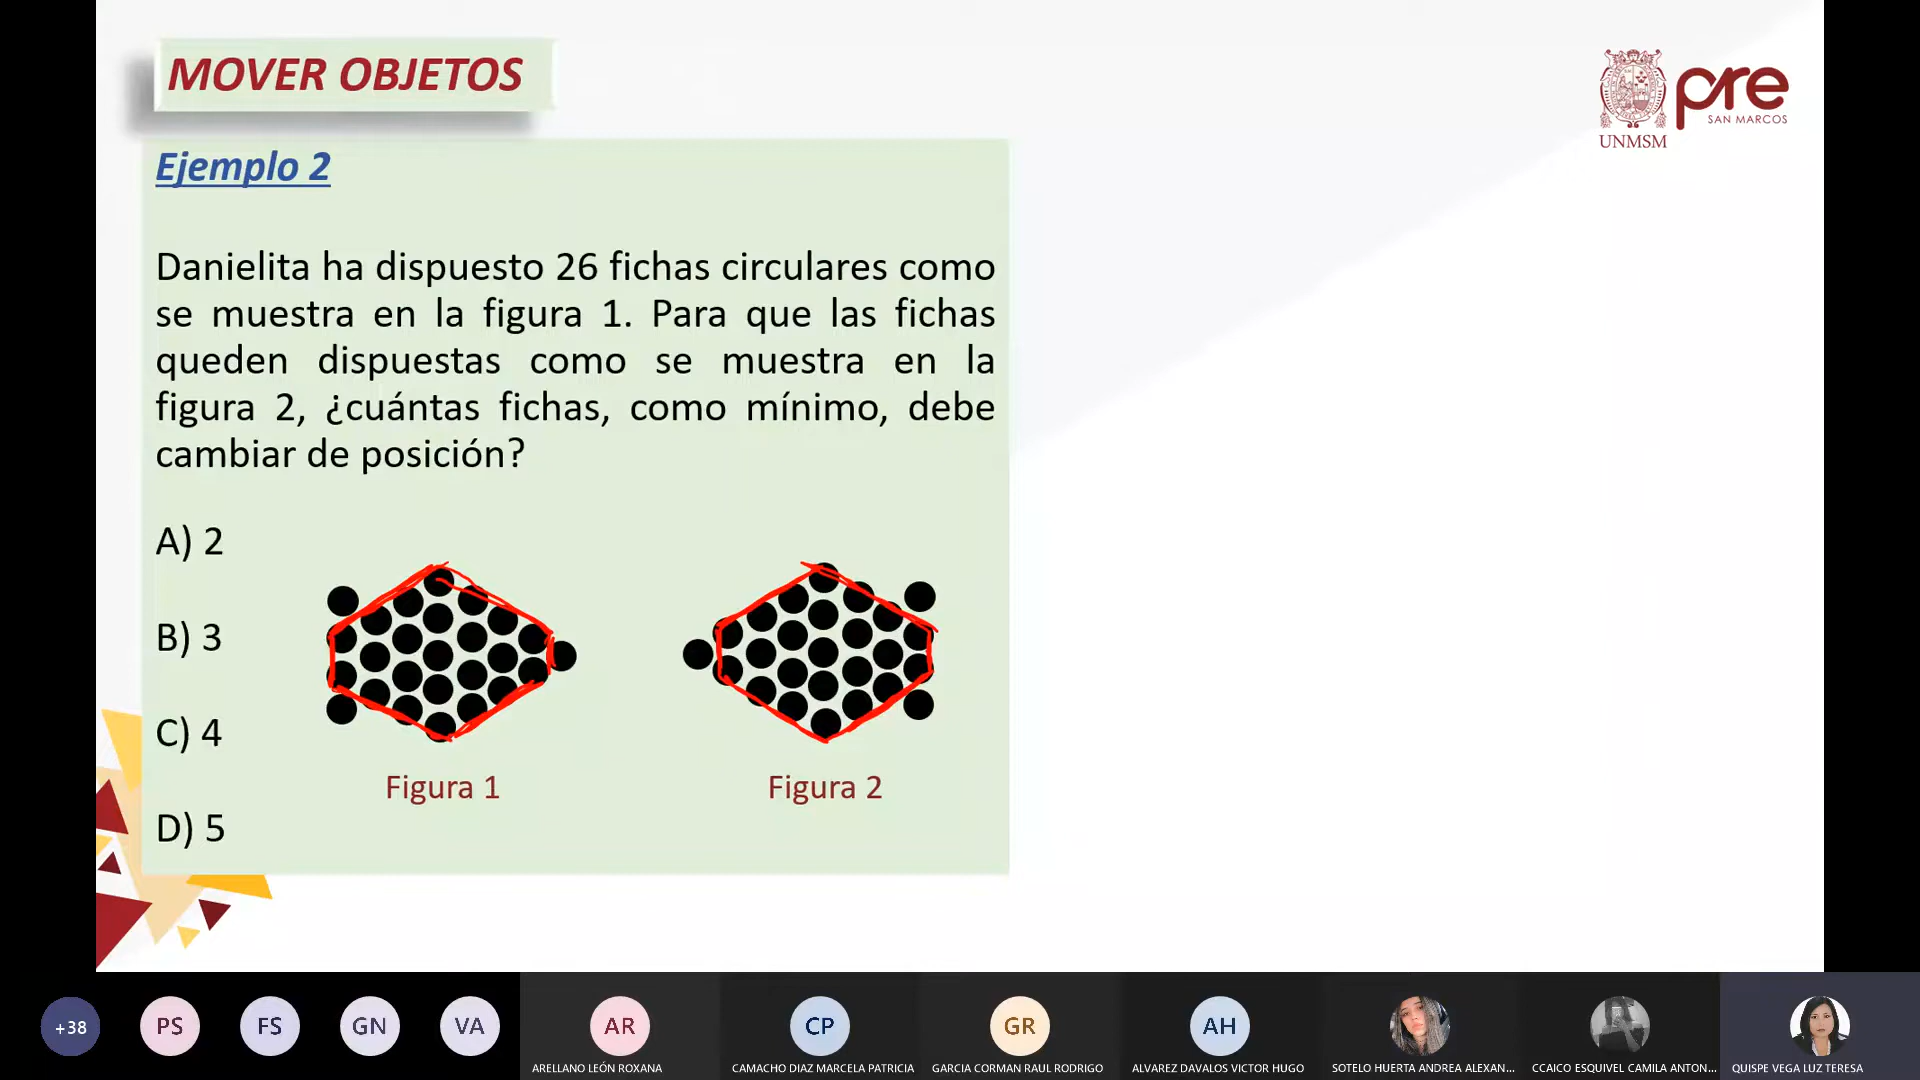 MOVER OBJETOS
pre
SAN MARCOS
UNMSM
Ejemplo 2
Danielita ha dispuesto 26 fichas circulares como
se muestra en la figura 1. Para que las fichas
queden dispuestas como se muestra en la
figura 2, ¿cuántas fichas, como mínimo, debe
cambiar de posición?
A) 2
B) 3
C) 4
D) 5
Figura 1
Figura 2
+38
PS
FS
GN
VA
AR
CP
GR
AH
ARELLANO LEÓN ROXANA
CAMACHO DIAZ MARCELA PATRICIA
GARCIA CORMAN RAUL RODRIGO
ALVAREZ DAVALOS VICTOR HUGO
SOTELO HUERTA ANDREA ALEXAN...
CCAICO ESQUIVEL CAMILA ANTON...
QUISPE VEGA LUZ TERESA